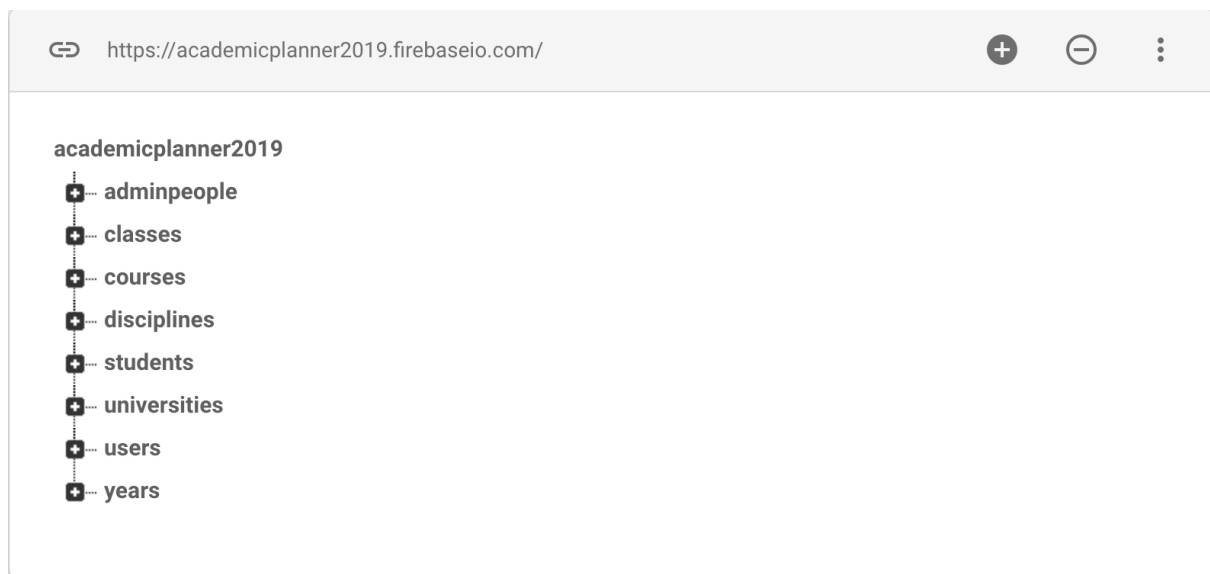 https://academicplanner2019.firebaseio.com/
academicplanner2019
adminpeople
classes
courses
disciplines
students
universities
users
years